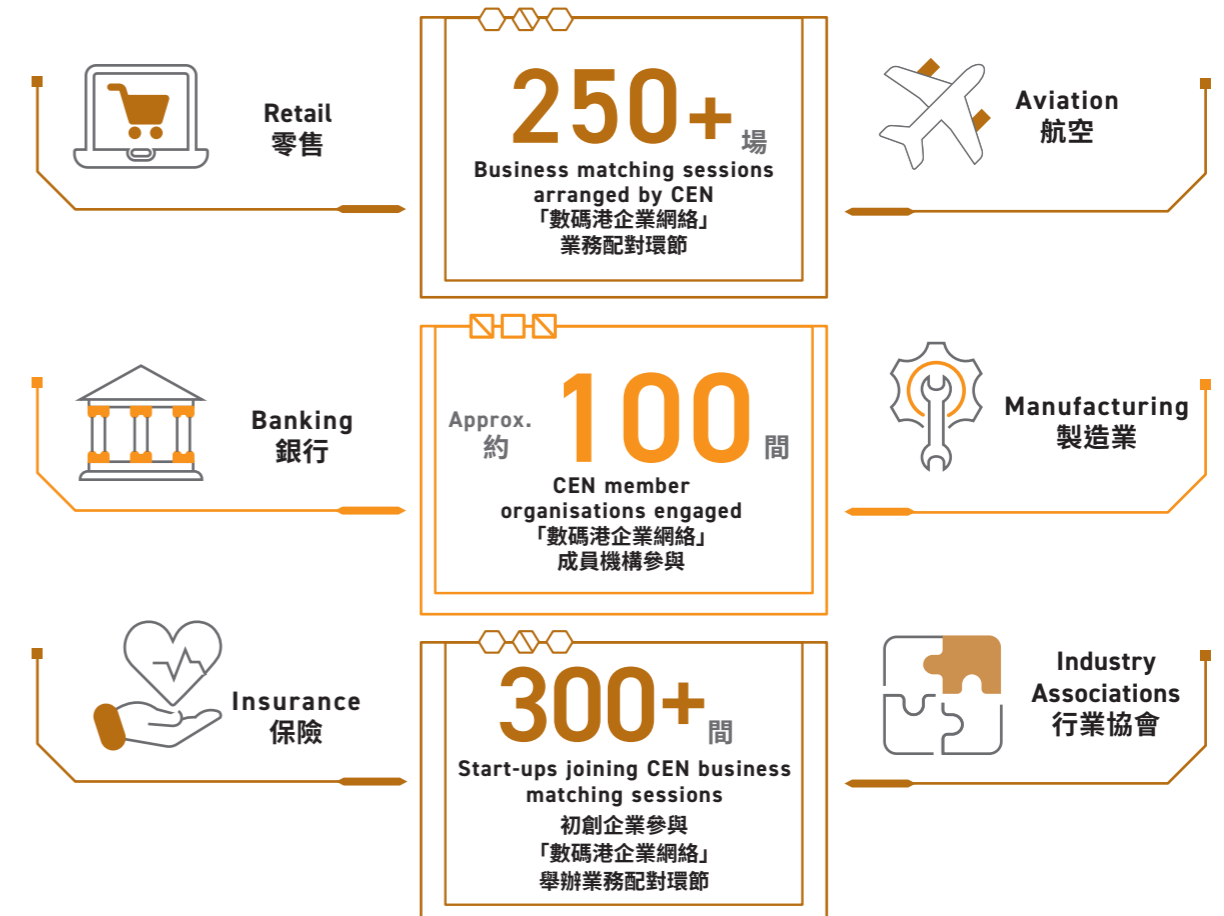 Retail
零售
250+場
Business matching sessions
arranged by CEN
「數碼港企業網絡」
業務配對環節
Aviation
航空
Banking
銀行
Approx.
約
100間
CEN member
organisations engaged
「數碼港企業網絡」
成員機構參與
Manufacturing
製造業
Insurance
保險
300+間
Start-ups joining CEN business
matching sessions
初創企業參與
「數碼港企業網絡」
舉辦業務配對環節
Industry
Associations
行業協會